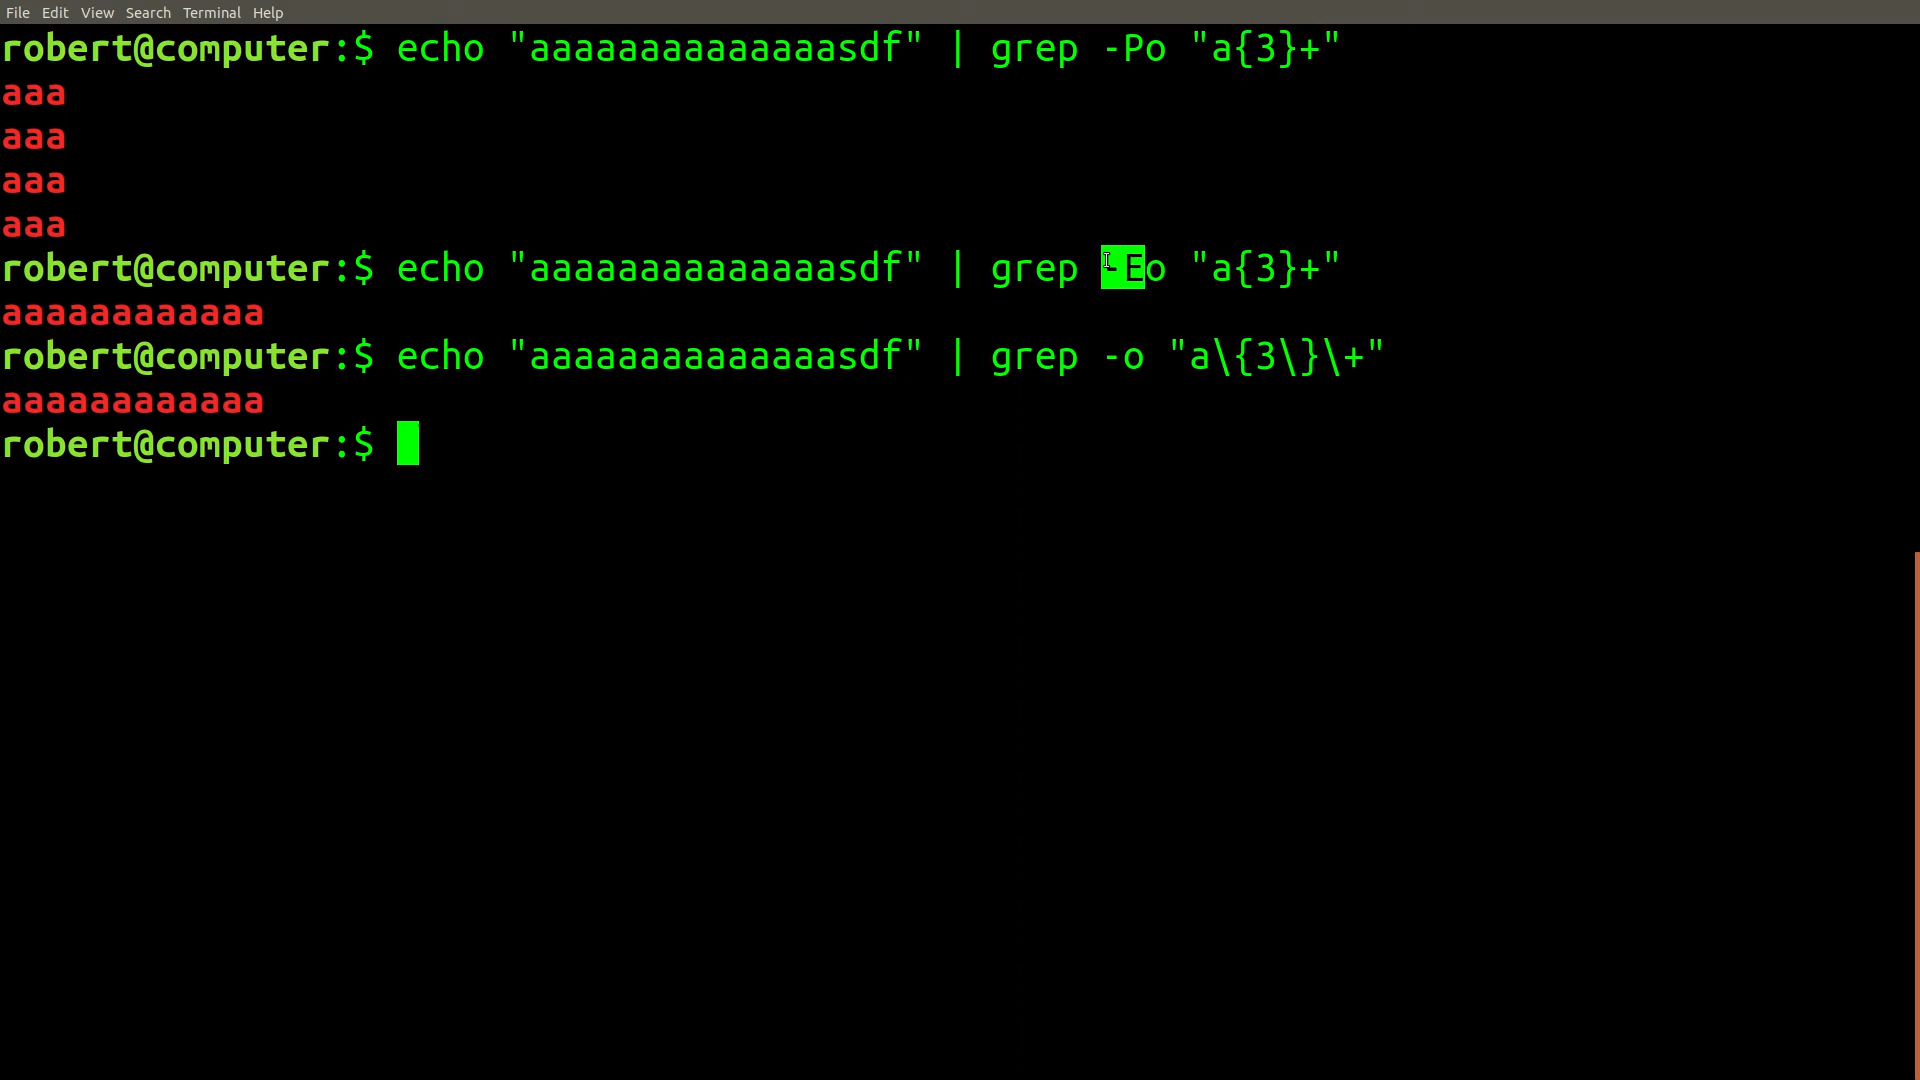 File Edit View Search Terminal Help
robert@computer:$ echo "aaaaaaaaaaaaaasdf" | grep -Po "a{3}+"
aaa
aaa
aaa
aaa
robert@computer:$ echo "aaaaaaaaaaaaaasdf" | grep -Eo "a{3}+"
aaaaaaaaaaaa
robert@computer:$ echo "aaaaaaaaaaaaaasdf" | grep -o "a\{3\}\+"
aaaaaaaaaaaa
robert@computer:$